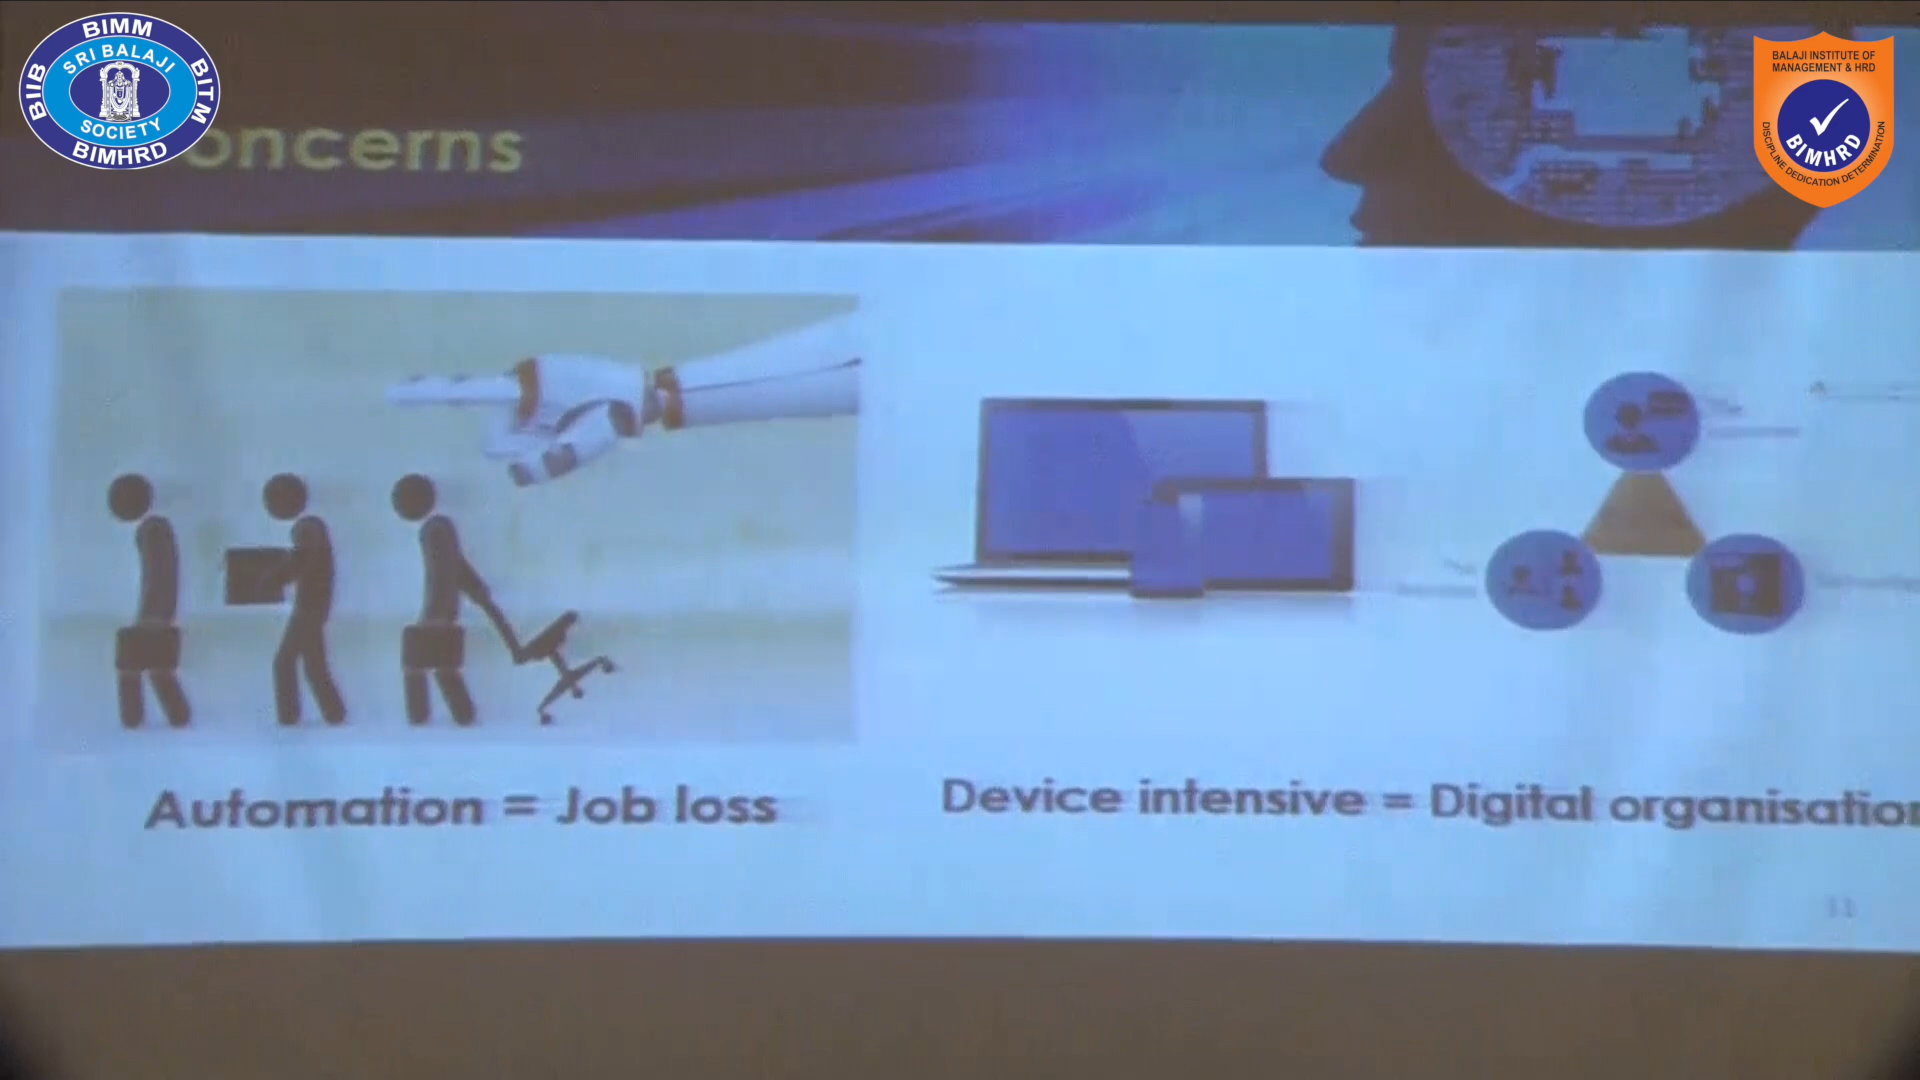 BIMM
BIIB
SRI BALAJI
SOCIETY
BITM
BIMHRD
oncerns
BALAJI INSTITUTE OF
MANAGEMENT & HRD
BIMHRD
DISCIPLINE DEDICATION DETERMINATION
Automation = Job loss
Device intensive = Digital organisation